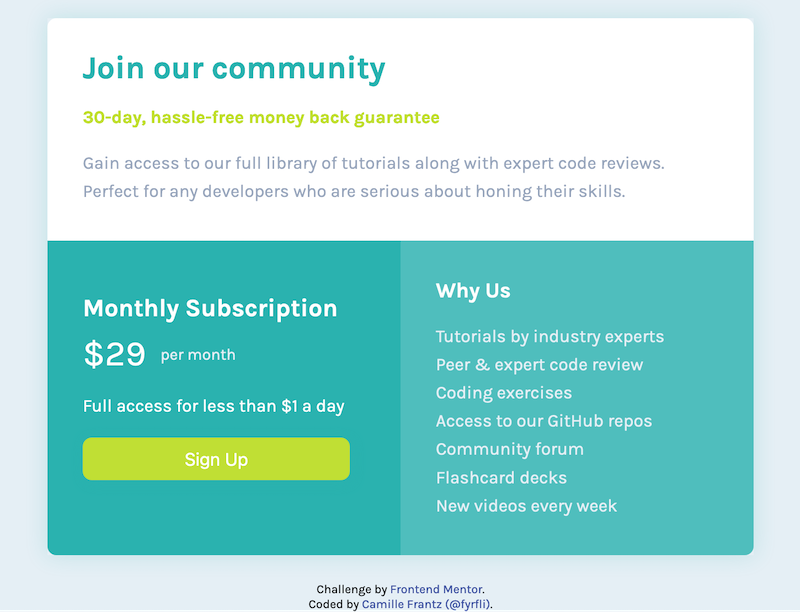 Join our community
30-day, hassle-free money back guarantee
Gain access to our full library of tutorials along with expert code reviews.
Perfect for any developers who are serious about honing their skills.
Monthly Subscription
$29 per month
Full access for less than $1 a day
Sign Up
Why Us
Tutorials by industry experts
Peer & expert code review
Coding exercises
Access to our GitHub repos
Community forum
Flashcard decks
New videos every week
Challenge by Frontend Mentor.
Coded by Camille Frantz (@fyrfli).